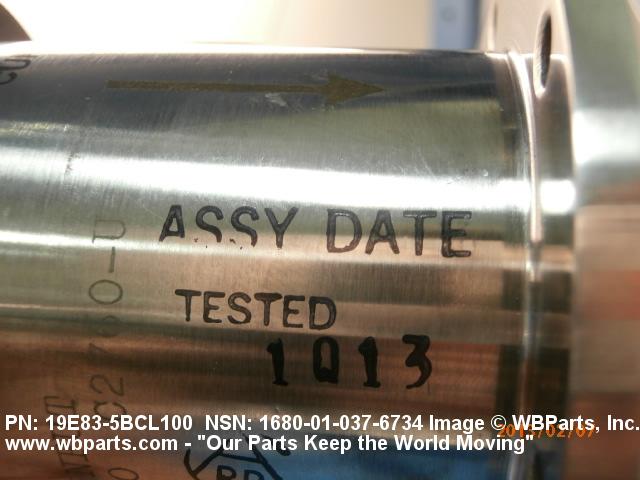 ASSY DATE
TESTED
1Q13
PN: 19E83-5BCL100 NSN: 1680-01-037-6734 Image © WBParts, Inc.
www.wbparts.com - "Our Parts Keep the World Moving"